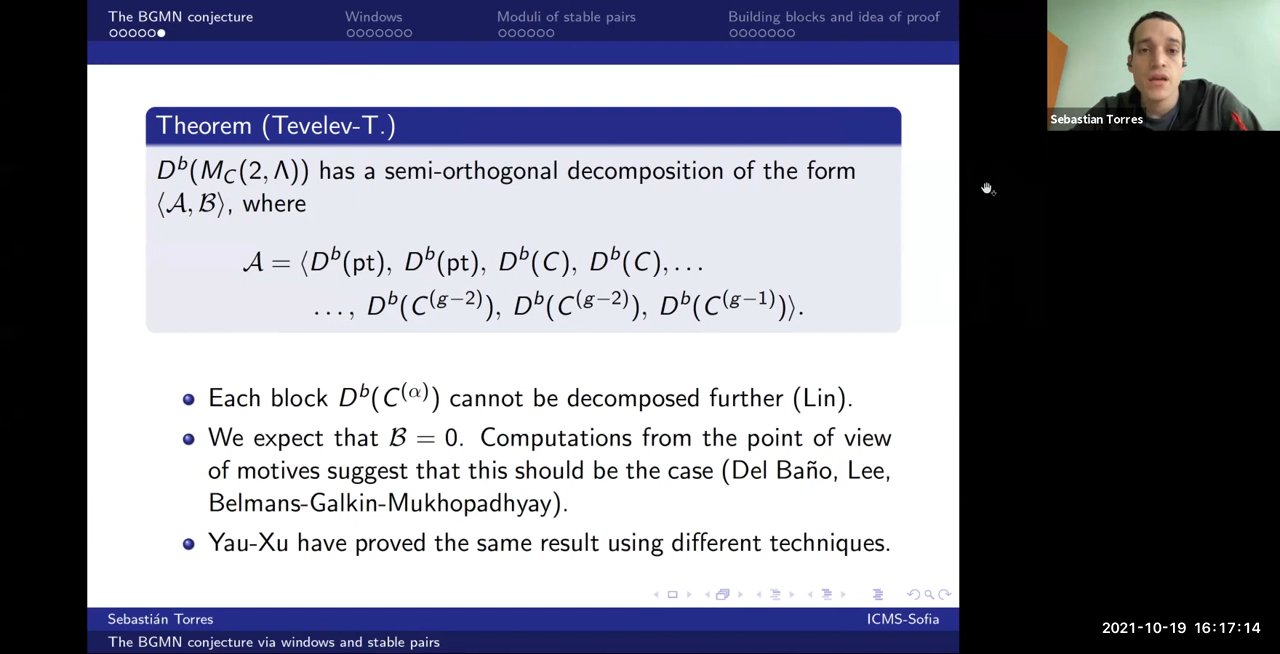 The BGMN conjecture Windows Moduli of stable pairs Building blocks and idea of proof
Theorem (Tevelev-T.)
D^b(M_C(2, Λ)) has a semi-orthogonal decomposition of the form
⟨𝒜, ℬ⟩, where
𝒜 = ⟨D^b(pt), D^b(pt), D^b(C), D^b(C), . . .
. . . , D^b(C^(g−2)), D^b(C^(g−2)), D^b(C^(g−1))⟩.
Each block D^b(C^(α)) cannot be decomposed further (Lin).
We expect that ℬ = 0. Computations from the point of view
of motives suggest that this should be the case (Del Baño, Lee,
Belmans-Galkin-Mukhopadhyay).
Yau-Xu have proved the same result using different techniques.
Sebastián Torres ICMS-Sofia
The BGMN conjecture via windows and stable pairs
Sebastian Torres
2021-10-19 16:17:14